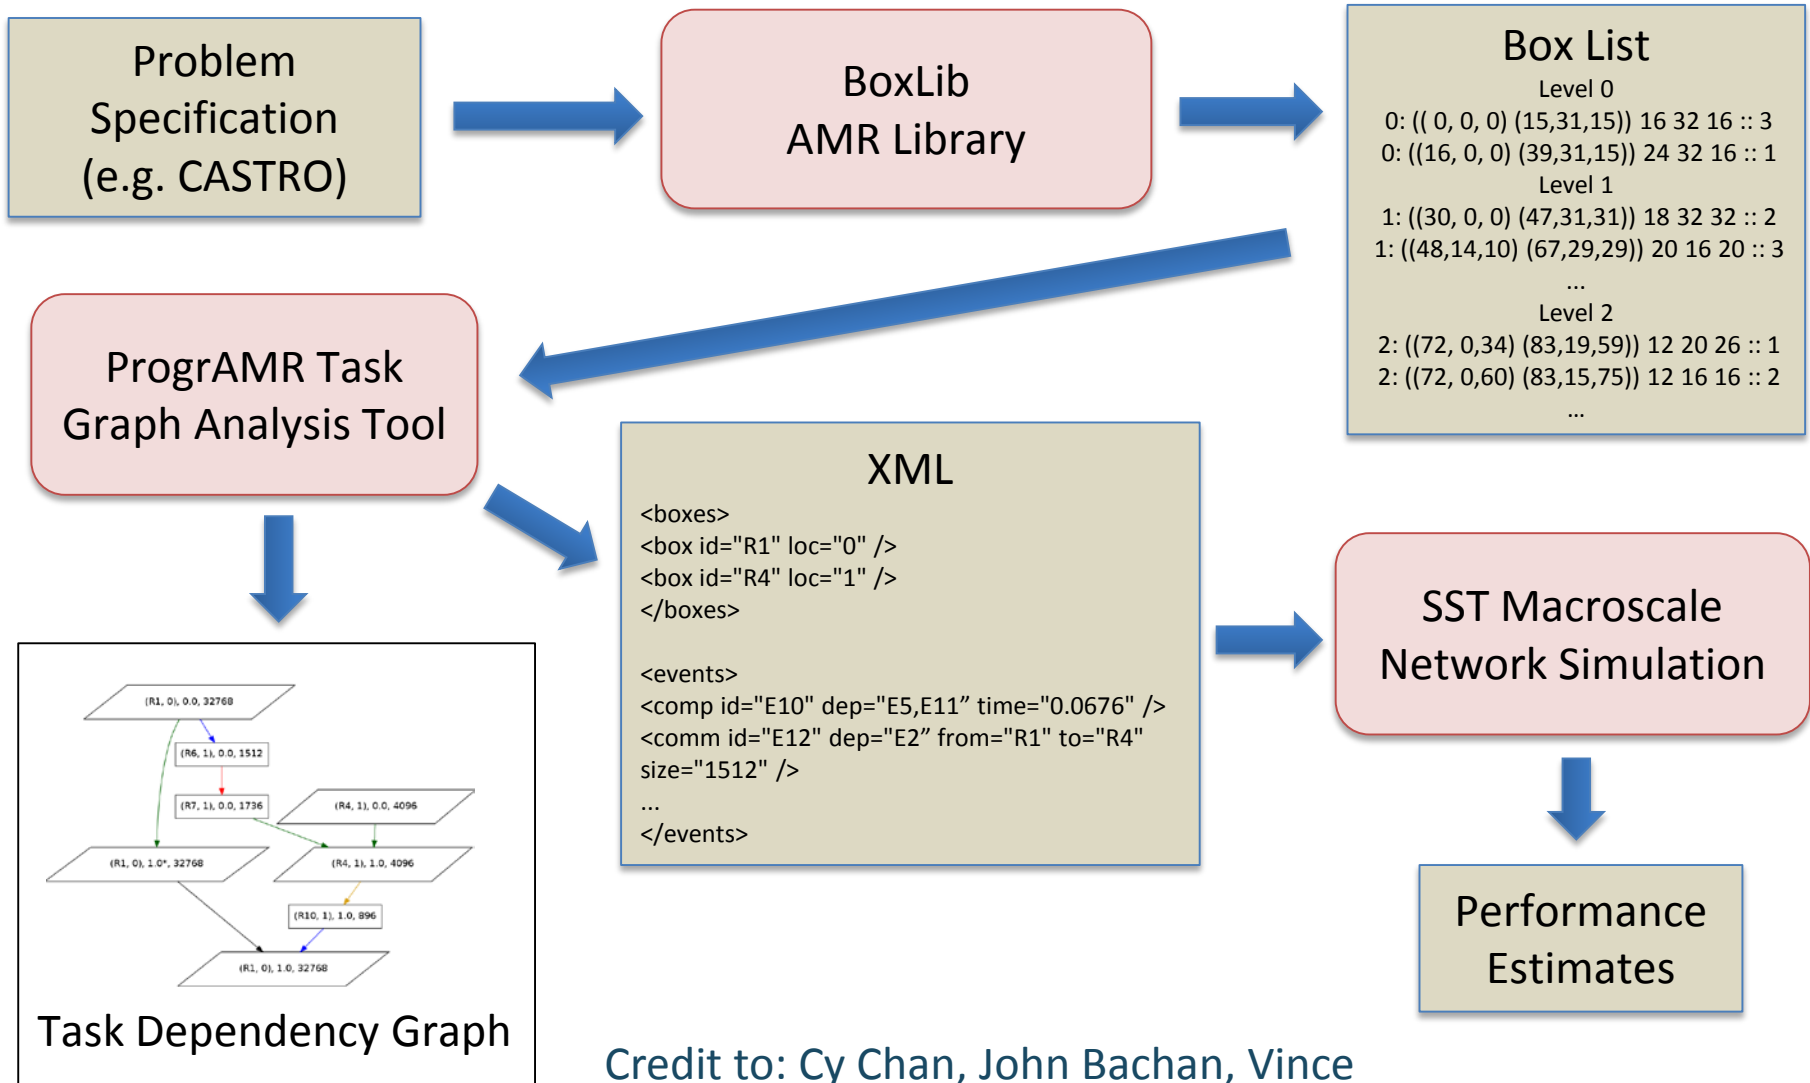 Problem
Specification
(e.g. CASTRO)
BoxLib
AMR Library
Box List
Level 0
0: (( 0, 0, 0) (15,31,15)) 16 32 16 :: 3
0: ((16, 0, 0) (39,31,15)) 24 32 16 :: 1
Level 1
1: ((30, 0, 0) (47,31,31)) 18 32 32 :: 2
1: ((48,14,10) (67,29,29)) 20 16 20 :: 3
...
Level 2
2: ((72, 0,34) (83,19,59)) 12 20 26 :: 1
2: ((72, 0,60) (83,15,75)) 12 16 16 :: 2
...
ProgrAMR Task
Graph Analysis Tool
XML
<boxes>
<box id="R1" loc="0" />
<box id="R4" loc="1" />
</boxes>
<events>
<comp id="E10" dep="E5,E11” time="0.0676" />
<comm id="E12" dep="E2” from="R1" to="R4"
size="1512" />
...
</events>
SST Macroscale
Network Simulation
Performance
Estimates
(R1, 0), 0.0, 32768
(R6, 1), 0.0, 1512
(R7, 1), 0.0, 1736
(R4, 1), 0.0, 4096
(R1, 0), 1.0*, 32768
(R4, 1), 1.0, 4096
(R10, 1), 1.0, 896
(R1, 0), 1.0, 32768
Task Dependency Graph
Credit to: Cy Chan, John Bachan, Vince